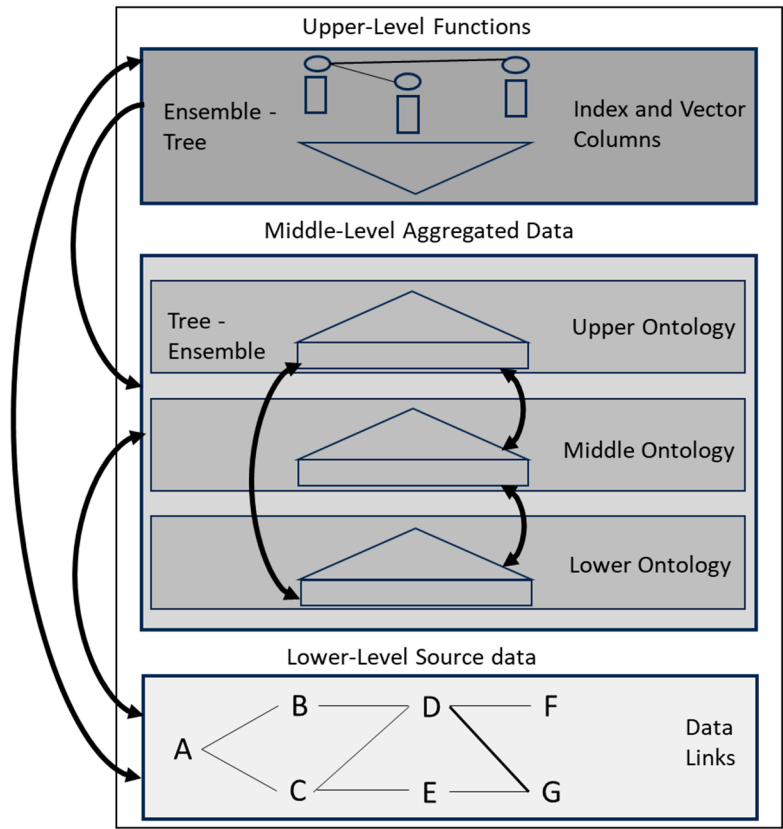 Upper-Level Functions
Ensemble -
Tree
Index and Vector
Columns
Middle-Level Aggregated Data
Tree -
Ensemble
Upper Ontology
Middle Ontology
Lower Ontology
Lower-Level Source data
B D F
A
C E G
Data
Links